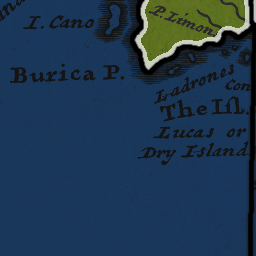 I. Cano
P. Limon
Burica P.
Ladrones
Con
The Iſl.
Lucas or
Dry Island